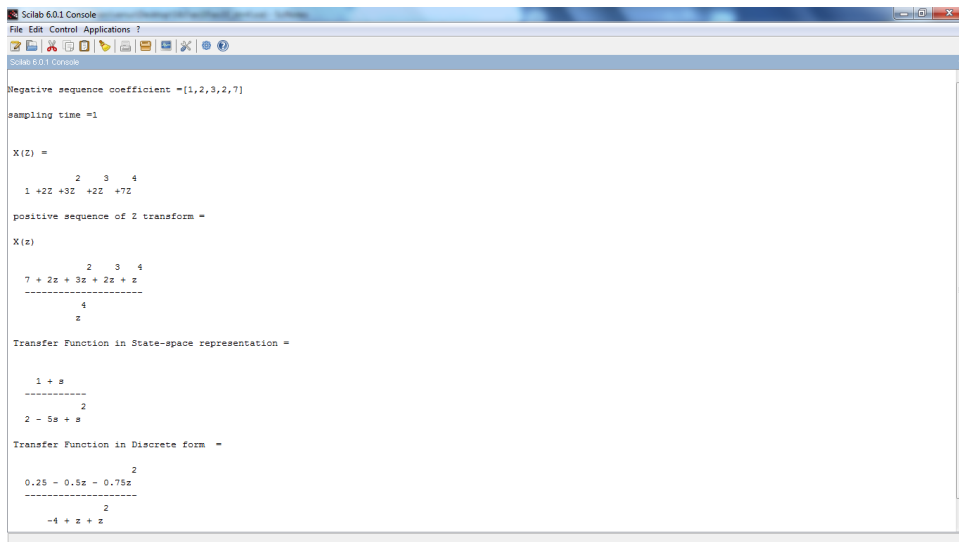 Scilab 6.0.1 Console
File Edit Control Applications ?
Scilab 6.0.1 Console
Negative sequence coefficient =[1,2,3,2,7]
sampling time =1
X(Z) =
2 3 4
1 +2Z +3Z +2Z +7Z
positive sequence of Z transform =
X(z)
2 3 4
7 + 2z + 3z + 2z + z
---------------------
4
z
Transfer Function in State-space representation =
1 + s
-----------
2
2 - 5s + s
Transfer Function in Discrete form =
2
0.25 - 0.5z - 0.75z
--------------------
2
-4 + z + z